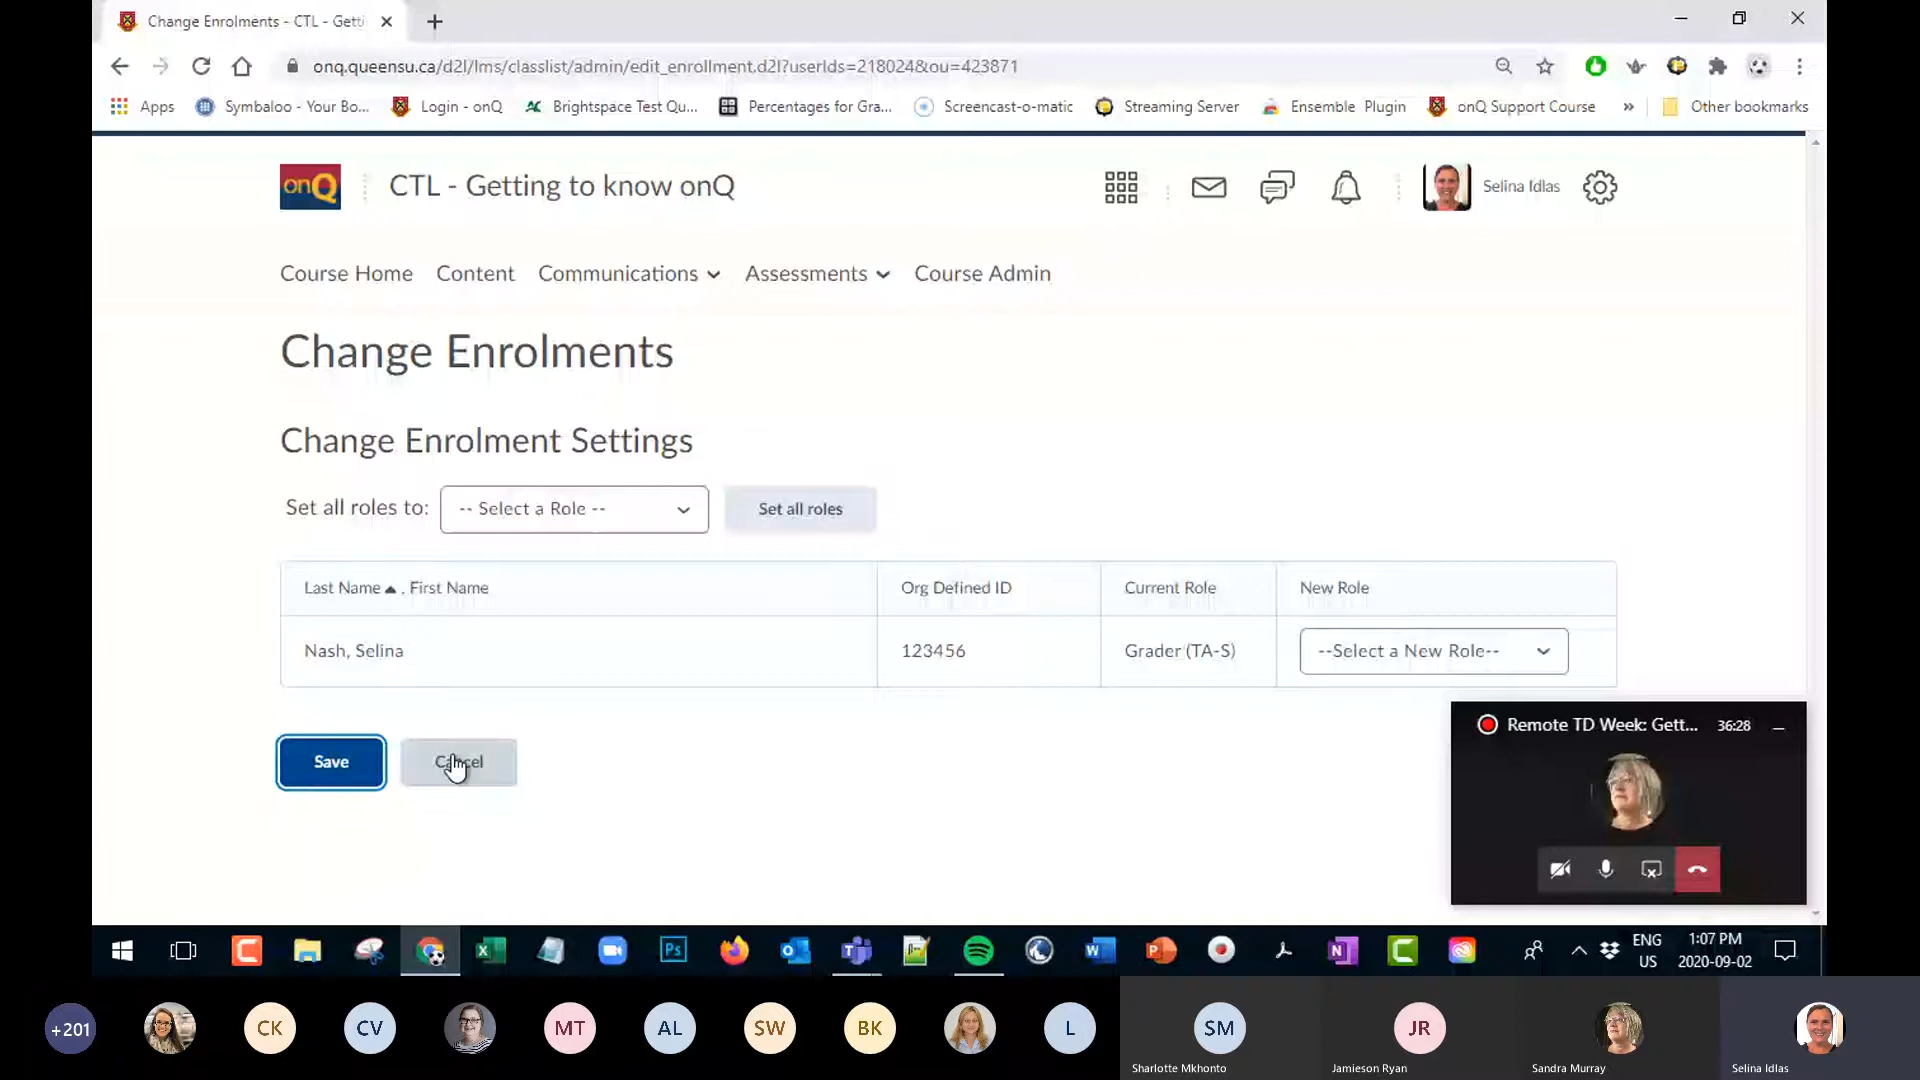 Change Enrolments - CTL - Getti
onq.queensu.ca/d2l/lms/classlist/admin/edit_enrollment.d2l?userIds=218024&ou=423871
Apps Symbaloo - Your Bo... Login - onQ Brightspace Test Qu... Percentages for Gra... Screencast-o-matic Streaming Server Ensemble Plugin onQ Support Course » Other bookmarks
onQ CTL - Getting to know onQ Selina Idlas
Course Home Content Communications Assessments Course Admin
Change Enrolments
Change Enrolment Settings
Set all roles to: -- Select a Role -- Set all roles
Last Name , First Name Org Defined ID Current Role New Role
Nash, Selina 123456 Grader (TA-S) --Select a New Role--
Remote TD Week: Gett... 36:28
Save Cancel
ENG 1:07 PM
US 2020-09-02
+201 CK CV MT AL SW BK L SM JR
Sharlotte Mkhonto Jamieson Ryan Sandra Murray Selina Idlas